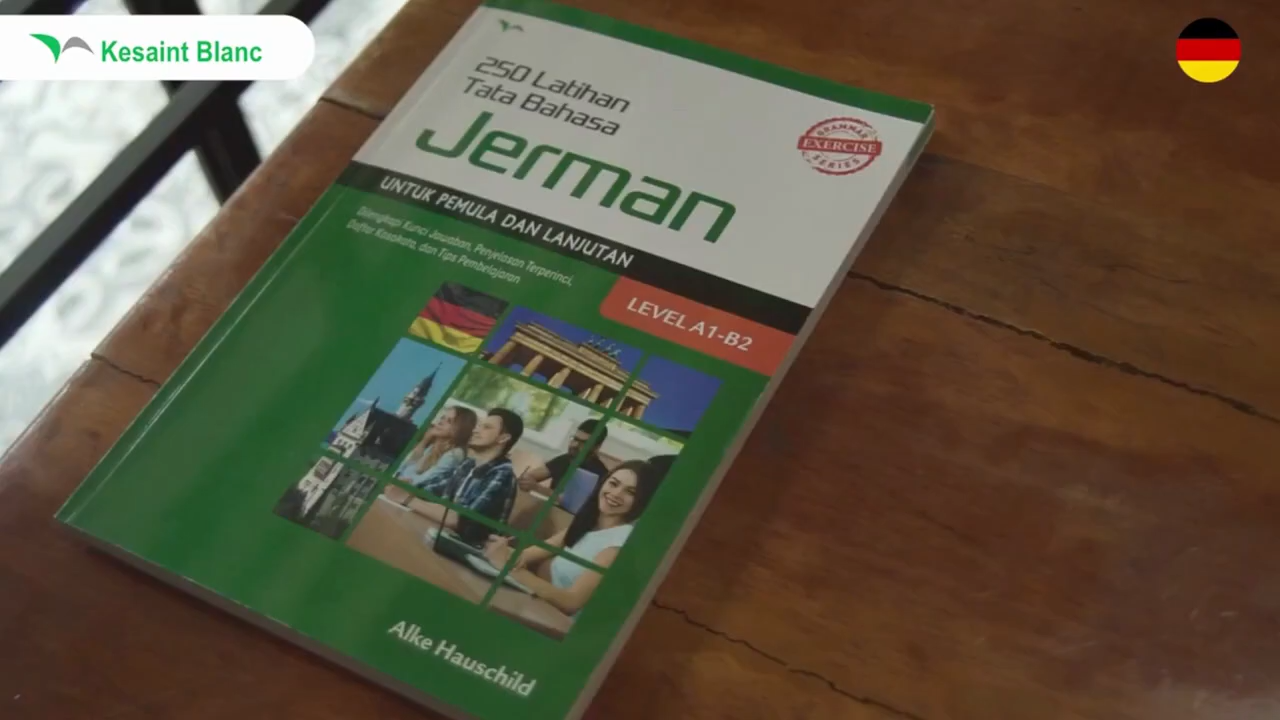 Kesaint Blanc
250 Latihan
Tata Bahasa
Jerman
GRAMMAR
EXERCISE
SERIES
UNTUK PEMULA DAN LANJUTAN
Dilengkapi Kunci Jawaban, Penjelasan Terperinci,
Daftar Kosakata, dan Tips Pembelajaran
LEVEL A1-B2
Alke Hauschild